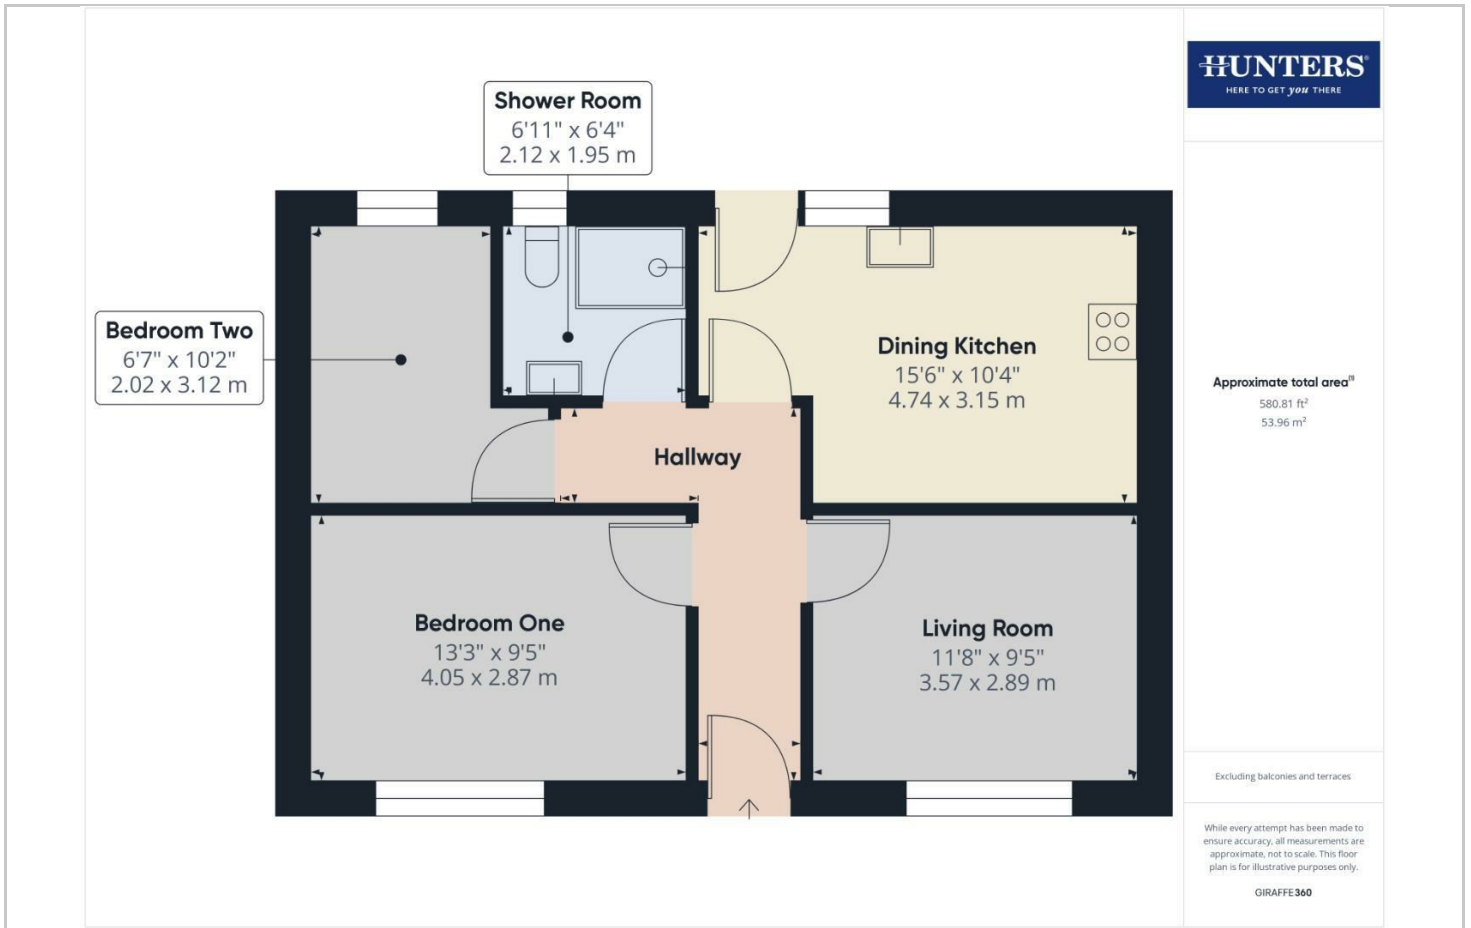 HUNTERS
HERE TO GET you THERE
Shower Room
6'11" x 6'4"
2.12 x 1.95 m
Bedroom Two
6'7" x 10'2"
2.02 x 3.12 m
Dining Kitchen
15'6" x 10'4"
4.74 x 3.15 m
Hallway
Bedroom One
13'3" x 9'5"
4.05 x 2.87 m
Living Room
11'8" x 9'5"
3.57 x 2.89 m
Approximate total area⁽¹⁾
580.81 ft²
53.96 m²
Excluding balconies and terraces
While every attempt has been made to
ensure accuracy, all measurements are
approximate, not to scale. This floor
plan is for illustrative purposes only.
GIRAFFE360